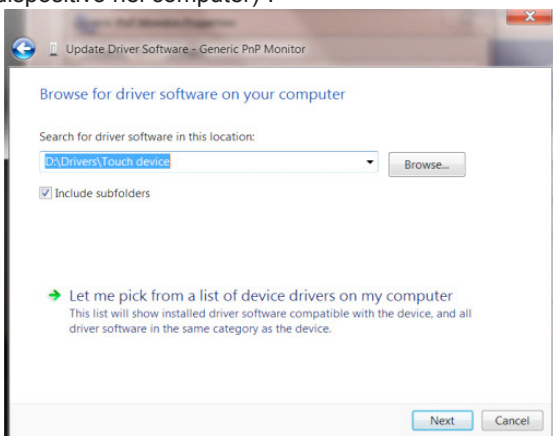 dispositivo nel computer) .
Update Driver Software - Generic PnP Monitor
Browse for driver software on your computer
Search for driver software in this location:
D:\Drivers\Touch device
Browse...
Include subfolders
Let me pick from a list of device drivers on my computer
This list will show installed driver software compatible with the device, and all
driver software in the same category as the device.
Next Cancel